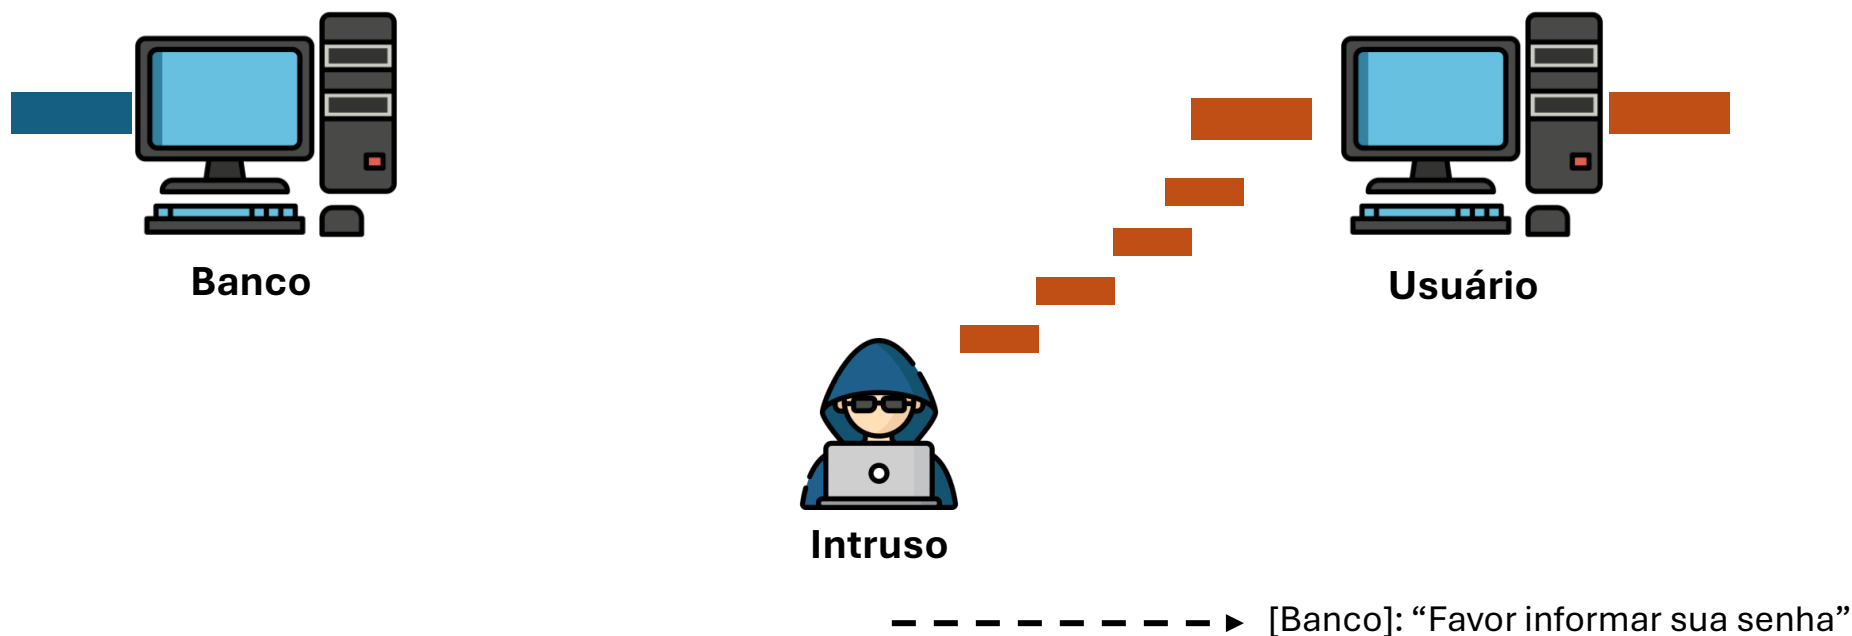 Banco
Usuário
Intruso
[Banco]: “Favor informar sua senha”